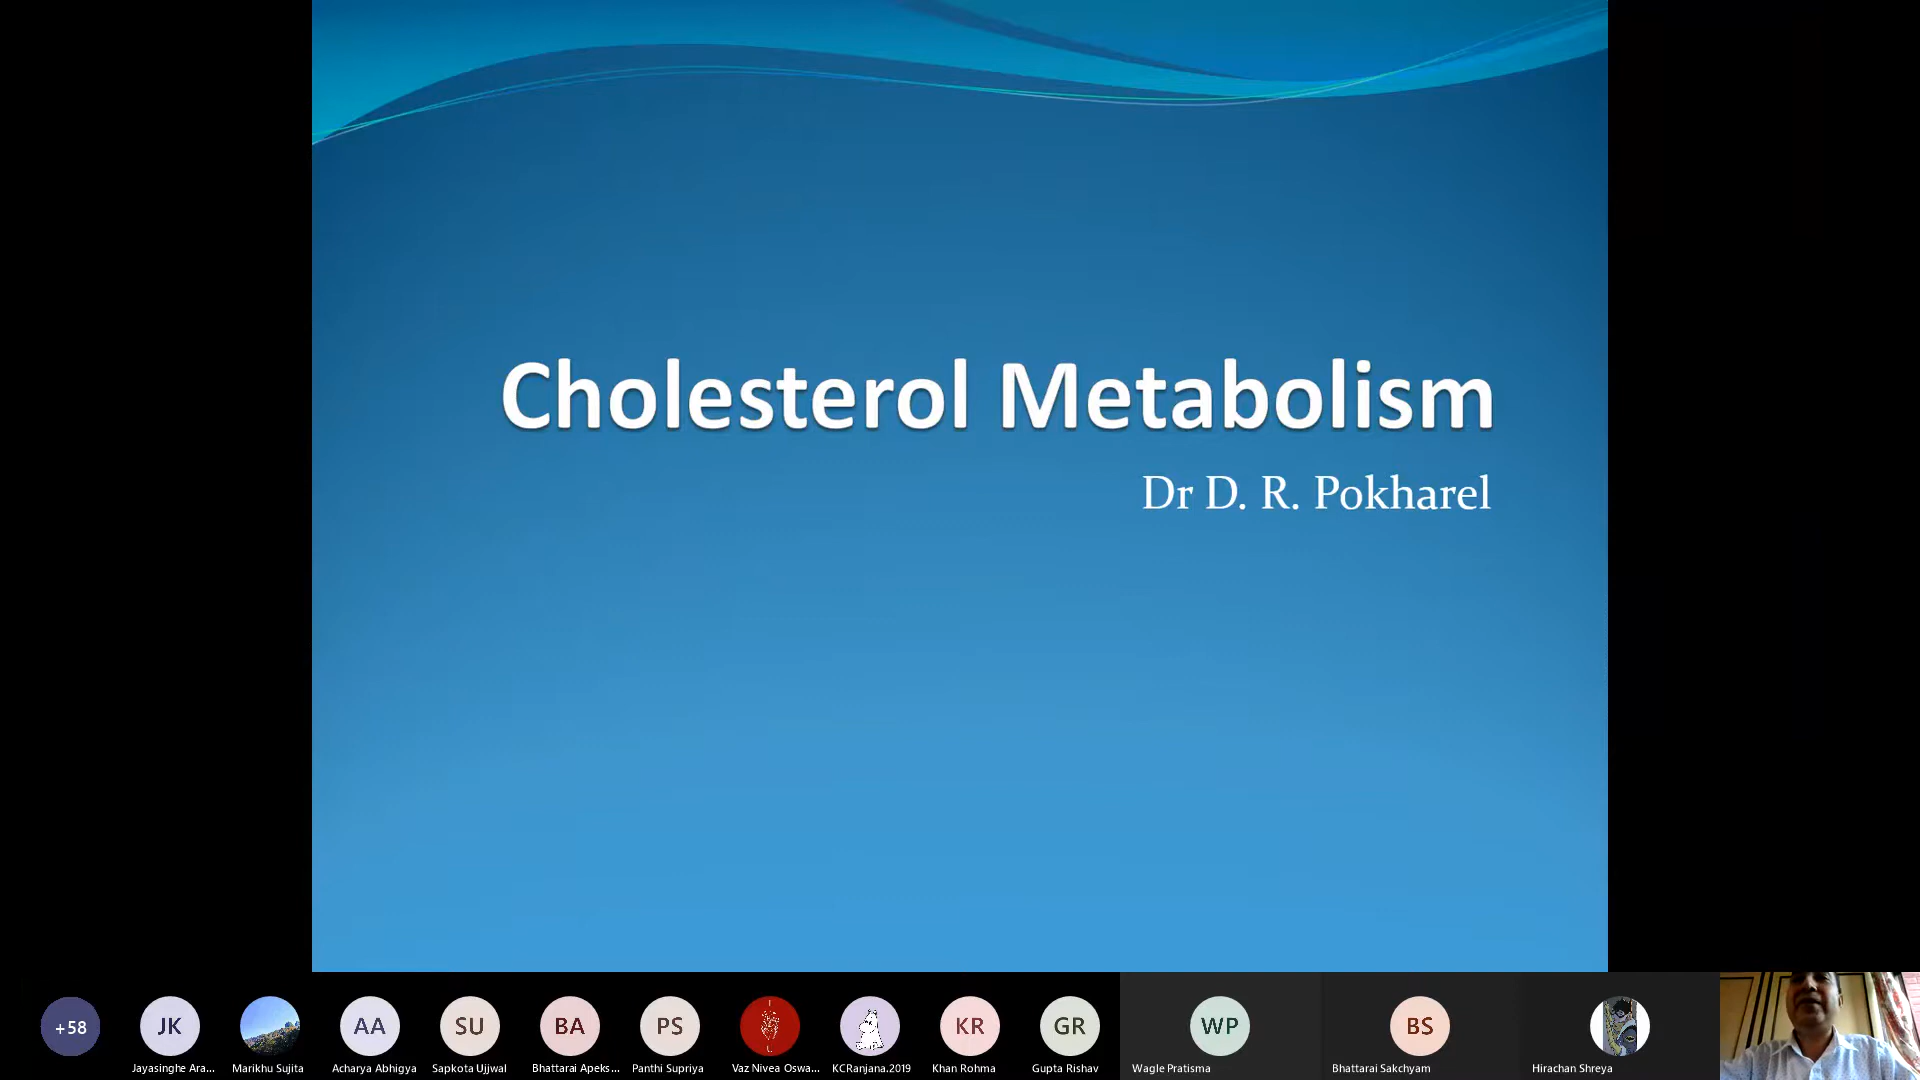 Cholesterol Metabolism
Dr D. R. Pokharel
+58
JK
AA
SU
BA
PS
KR
GR
WP
BS
Jayasinghe Ara...
Marikhu Sujita
Acharya Abhigya
Sapkota Ujjwal
Bhattarai Apeks...
Panthi Supriya
Vaz Nivea Oswa...
KCRanjana.2019
Khan Rohma
Gupta Rishav
Wagle Pratisma
Bhattarai Sakchyam
Hirachan Shreya